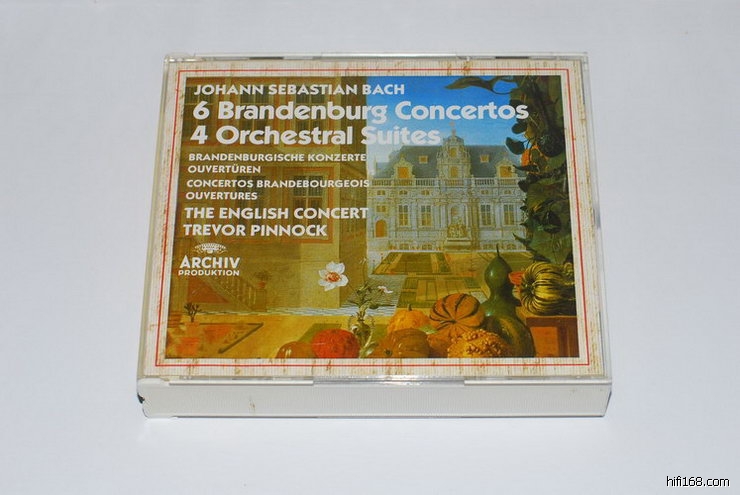 JOHANN SEBASTIAN BACH
6 Brandenburg Concertos
4 Orchestral Suites
BRANDENBURGISCHE KONZERTE
OUVERTÜREN
CONCERTOS BRANDEBOURGEOIS
OUVERTURES
THE ENGLISH CONCERT
TREVOR PINNOCK
ARCHIV
PRODUKTION
hifi168.com